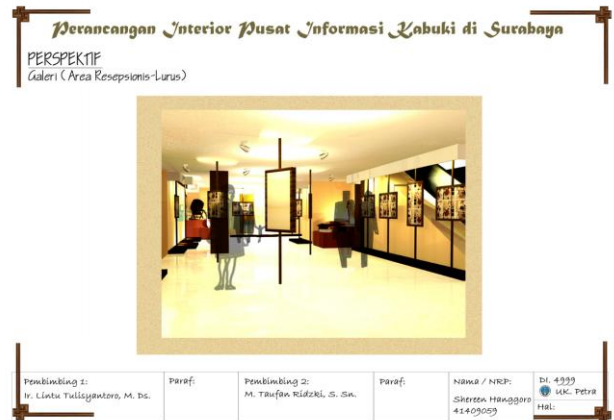 Perancangan Interior Pusat Informasi Kabuki di Surabaya
PERSPEKTIF
Galeri ( Area Resepsionis-Lurus)
Pembimbing 1:
Ir. Lintu Tulisyantoro, M. Ds.
Paraf:
Pembimbing 2:
M. Taufan Ridzki, S. Sn.
Paraf:
Nama / NRP:
Shereen Hanggoro
41409059
DI. 4999
UK. Petra
Hal: